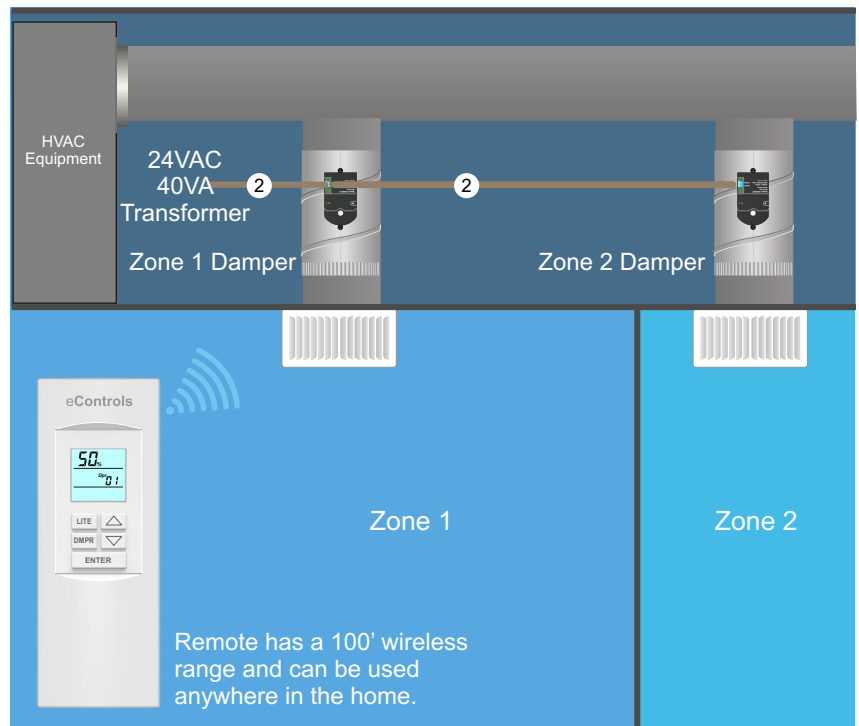 HVAC
Equipment
24VAC
40VA
Transformer
2
2
Zone 1 Damper
Zone 2 Damper
eControls
50%
Dpr 01
LITE
DMPR
ENTER
Zone 1
Zone 2
Remote has a 100' wireless
range and can be used
anywhere in the home.